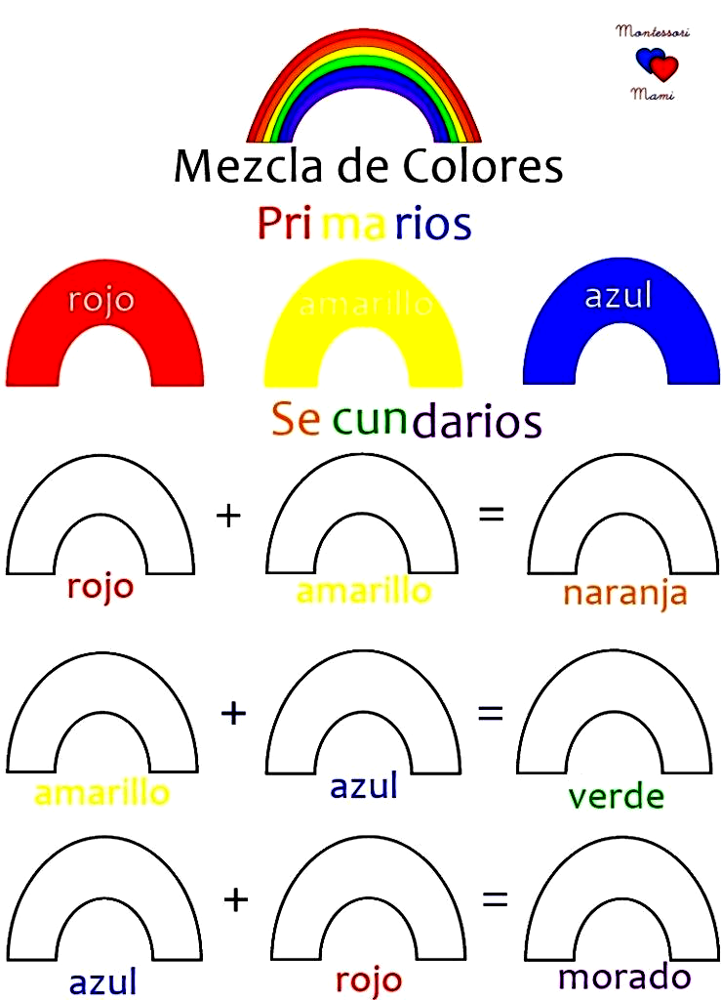 Montessori
Mami
Mezcla de Colores
Primarios
rojo amarillo azul
Secundarios
+ =
rojo amarillo naranja
+ =
amarillo azul verde
+ =
azul rojo morado